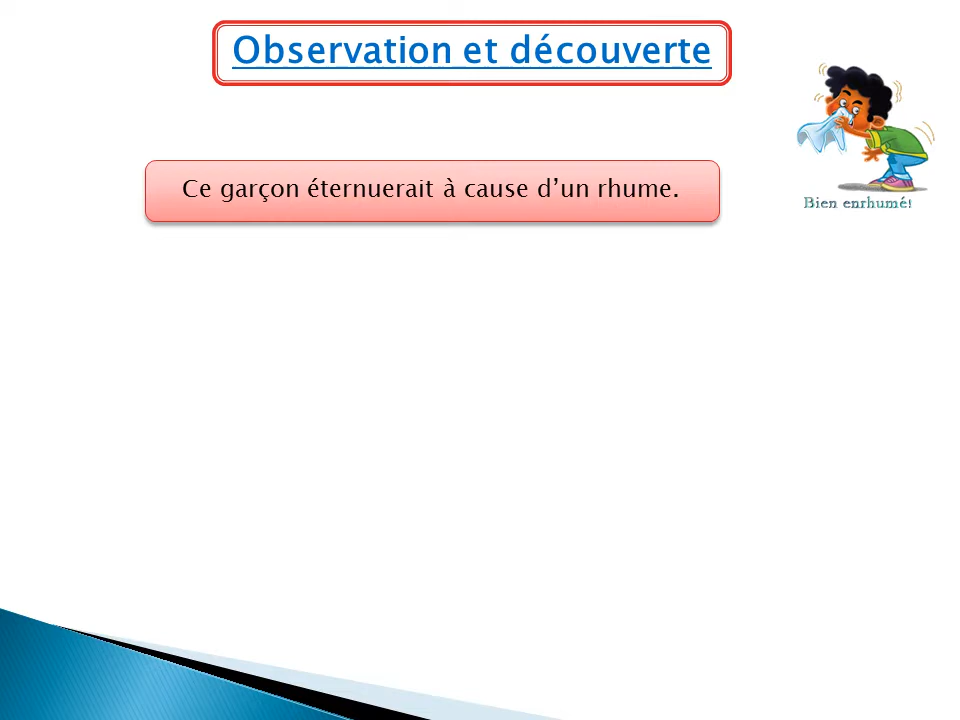 Observation et découverte
Ce garçon éternuerait à cause d’un rhume.
Bien enrhumé!